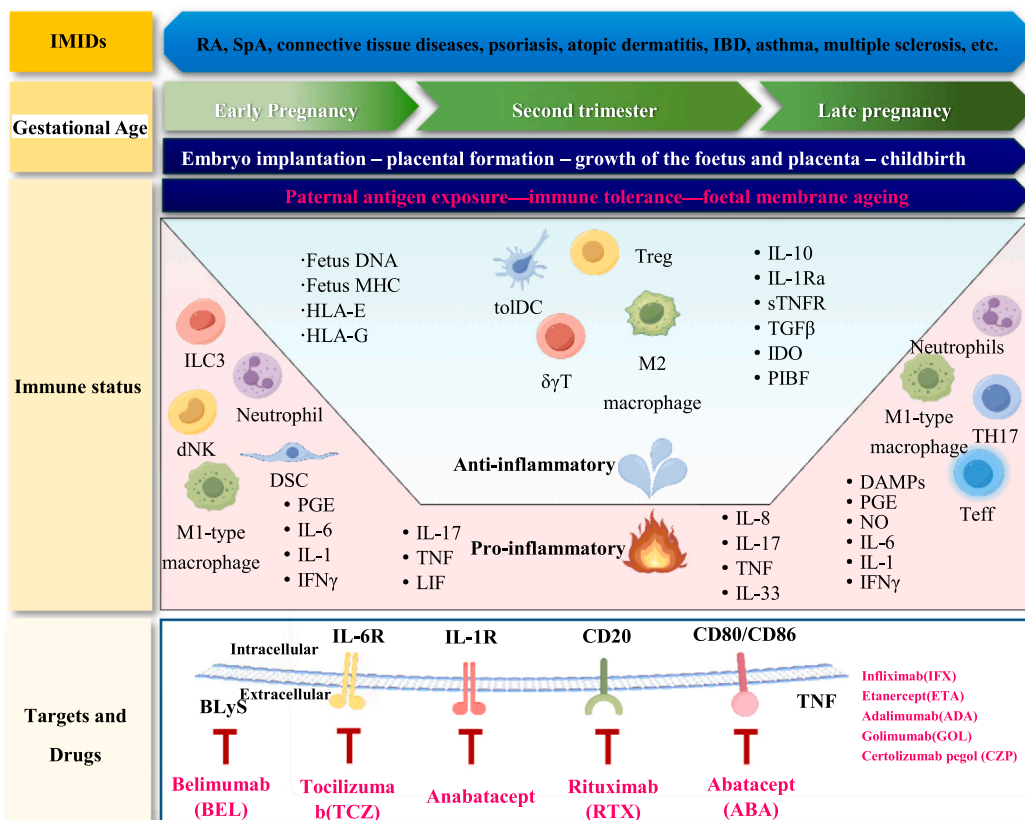 IMIDs
RA, SpA, connective tissue diseases, psoriasis, atopic dermatitis, IBD, asthma, multiple sclerosis, etc.
Gestational Age
Early Pregnancy
Second trimester
Late pregnancy
Embryo implantation – placental formation – growth of the foetus and placenta – childbirth
Immune status
Paternal antigen exposure—immune tolerance—foetal membrane ageing
·Fetus DNA
·Fetus MHC
·HLA-E
·HLA-G
tolDC
Treg
δγT
M2
macrophage
• IL-10
• IL-1Ra
• sTNFR
• TGFβ
• IDO
• PIBF
ILC3
Neutrophil
dNK
DSC
M1-type
macrophage
• PGE
• IL-6
• IL-1
• IFNγ
• IL-17
• TNF
• LIF
Anti-inflammatory
Pro-inflammatory
• IL-8
• IL-17
• TNF
• IL-33
Neutrophils
M1-type
macrophage
TH17
Teff
• DAMPs
• PGE
• NO
• IL-6
• IL-1
• IFNγ
Targets and
Drugs
Intracellular
Extracellular
BLyS
IL-6R
IL-1R
CD20
CD80/CD86
TNF
Belimumab
(BEL)
Tocilizuma
b(TCZ)
Anabatacept
Rituximab
(RTX)
Abatacept
(ABA)
Infliximab(IFX)
Etanercept(ETA)
Adalimumab(ADA)
Golimumab(GOL)
Certolizumab pegol (CZP)